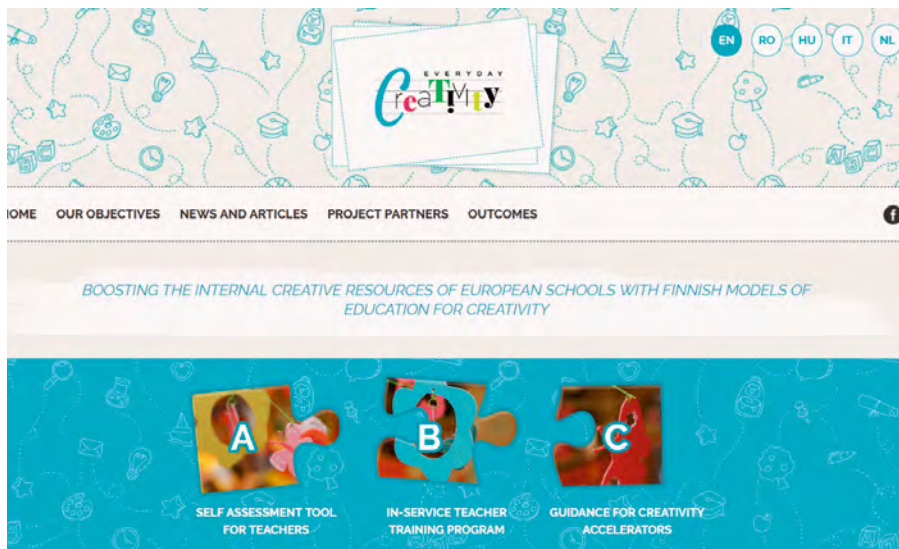 EN RO HU IT NL
EVERYDAY
CreaTiVity
OME OUR OBJECTIVES NEWS AND ARTICLES PROJECT PARTNERS OUTCOMES
BOOSTING THE INTERNAL CREATIVE RESOURCES OF EUROPEAN SCHOOLS WITH FINNISH MODELS OF
EDUCATION FOR CREATIVITY
A B C
SELF ASSESSMENT TOOL
FOR TEACHERS
IN-SERVICE TEACHER
TRAINING PROGRAM
GUIDANCE FOR CREATIVITY
ACCELERATORS